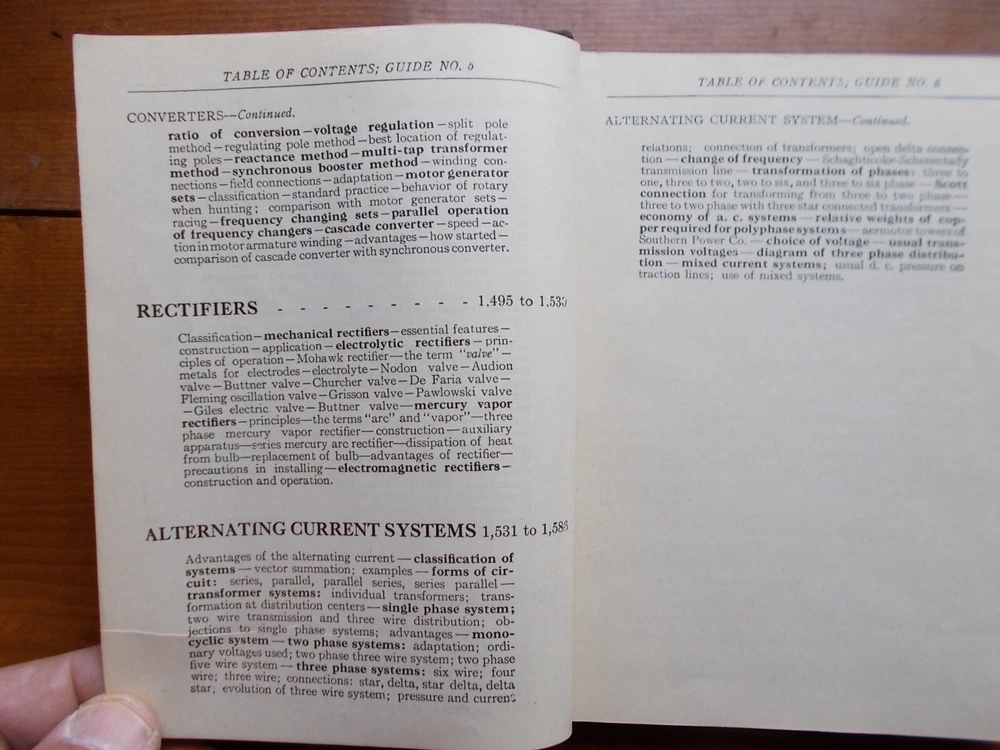 TABLE OF CONTENTS; GUIDE NO. 6
CONVERTERS—Continued.
ratio of conversion—voltage regulation—split pole
method—regulating pole method—best location of regulat-
ing poles—reactance method—multi-tap transformer
method—synchronous booster method—winding con-
nections—field connections—adaptation—motor generator
sets—classification—standard practice—behavior of rotary
when hunting; comparison with motor generator sets—
racing—frequency changing sets—parallel operation
of frequency changers—cascade converter—speed—ac-
tion in motor armature winding—advantages—how started—
comparison of cascade converter with synchronous converter.
RECTIFIERS - - - - - - - - 1,495 to 1,530
Classification—mechanical rectifiers—essential features—
construction—application—electrolytic rectifiers—prin-
ciples of operation—Mohawk rectifier—the term "valve"—
metals for electrodes—electrolyte—Nodon valve—Audion
valve—Buttner valve—Churcher valve—De Faria valve—
Fleming oscillation valve—Grisson valve—Pawlowski valve
—Giles electric valve—Buttner valve—mercury vapor
rectifiers—principles—the terms "arc" and "vapor"—three
phase mercury vapor rectifier—construction—auxiliary
apparatus—series mercury arc rectifier—dissipation of heat
from bulb—replacement of bulb—advantages of rectifier—
precautions in installing—electromagnetic rectifiers—
construction and operation.
ALTERNATING CURRENT SYSTEMS 1,531 to 1,586
Advantages of the alternating current—classification of
systems—vector summation; examples—forms of cir-
cuit: series, parallel, parallel series, series parallel—
transformer systems: individual transformers; trans-
formation at distribution centers—single phase system;
two wire transmission and three wire distribution; ob-
jections to single phase systems; advantages—mono-
cyclic system—two phase systems: adaptation; ordi-
nary voltages used; two phase three wire system; two phase
five wire system—three phase systems: six wire; four
wire; three wire; connections: star, delta, star delta, delta
star; evolution of three wire system; pressure and current
TABLE OF CONTENTS; GUIDE NO. 6
ALTERNATING CURRENT SYSTEM—Continued.
relations; connection of transformers; open delta connec-
tion—change of frequency—Schaghticoke-Schenectady
transmission line—transformation of phases: three to
one, three to two, two to six, and three to six phase—Scott
connection for transforming from three to two phase—
three to two phase with three star connected transformers—
economy of a. c. systems—relative weights of cop-
per required for polyphase systems—aermotor towers of
Southern Power Co.—choice of voltage—usual trans-
mission voltages—diagram of three phase distribu-
tion—mixed current systems; usual d. c. pressure on
traction lines; use of mixed systems.